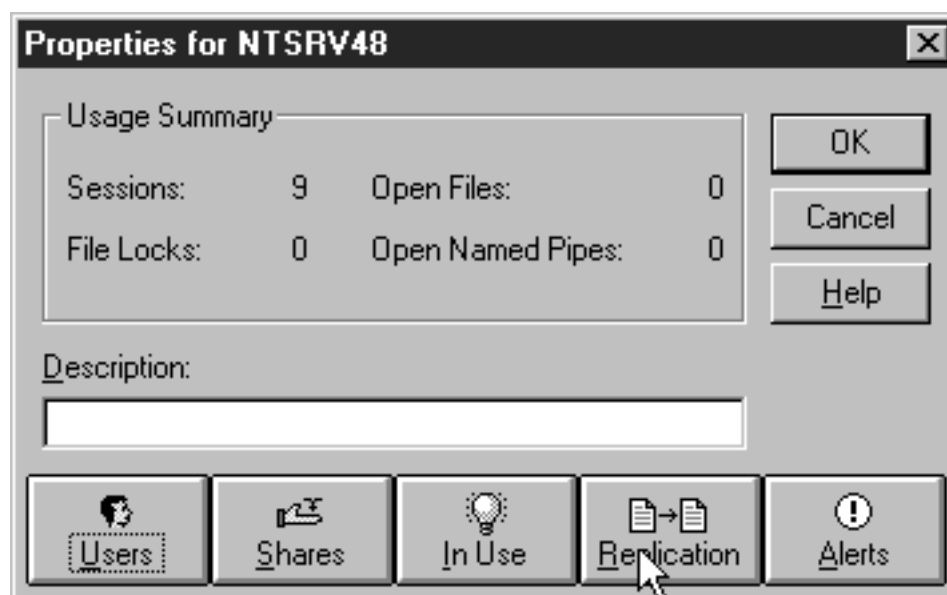 Properties for NTSRV48
Usage Summary
Sessions: 9 Open Files: 0
File Locks: 0 Open Named Pipes: 0
OK
Cancel
Help
Description:
Users Shares In Use Replication Alerts